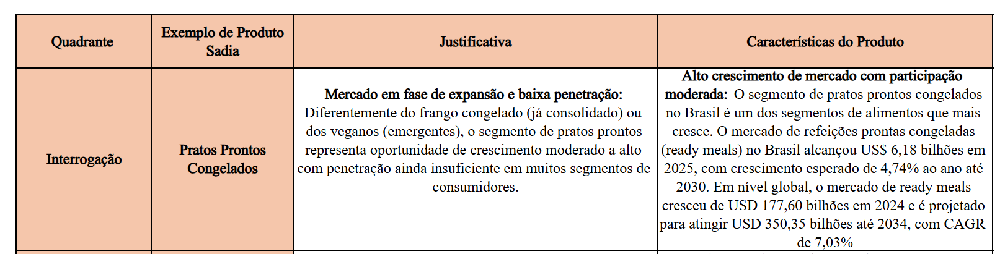 Quadrante
Exemplo de Produto
Sadia
Justificativa
Características do Produto
Interrogação
Pratos Prontos
Congelados
Mercado em fase de expansão e baixa penetração:
Diferentemente do frango congelado (já consolidado) ou
dos veganos (emergentes), o segmento de pratos prontos
representa oportunidade de crescimento moderado a alto
com penetração ainda insuficiente em muitos segmentos de
consumidores.
Alto crescimento de mercado com participação
moderada: O segmento de pratos prontos congelados
no Brasil é um dos segmentos de alimentos que mais
cresce. O mercado de refeições prontas congeladas
(ready meals) no Brasil alcançou US$ 6,18 bilhões em
2025, com crescimento esperado de 4,74% ao ano até
2030. Em nível global, o mercado de ready meals
cresceu de USD 177,60 bilhões em 2024 e é projetado
para atingir USD 350,35 bilhões até 2034, com CAGR
de 7,03%